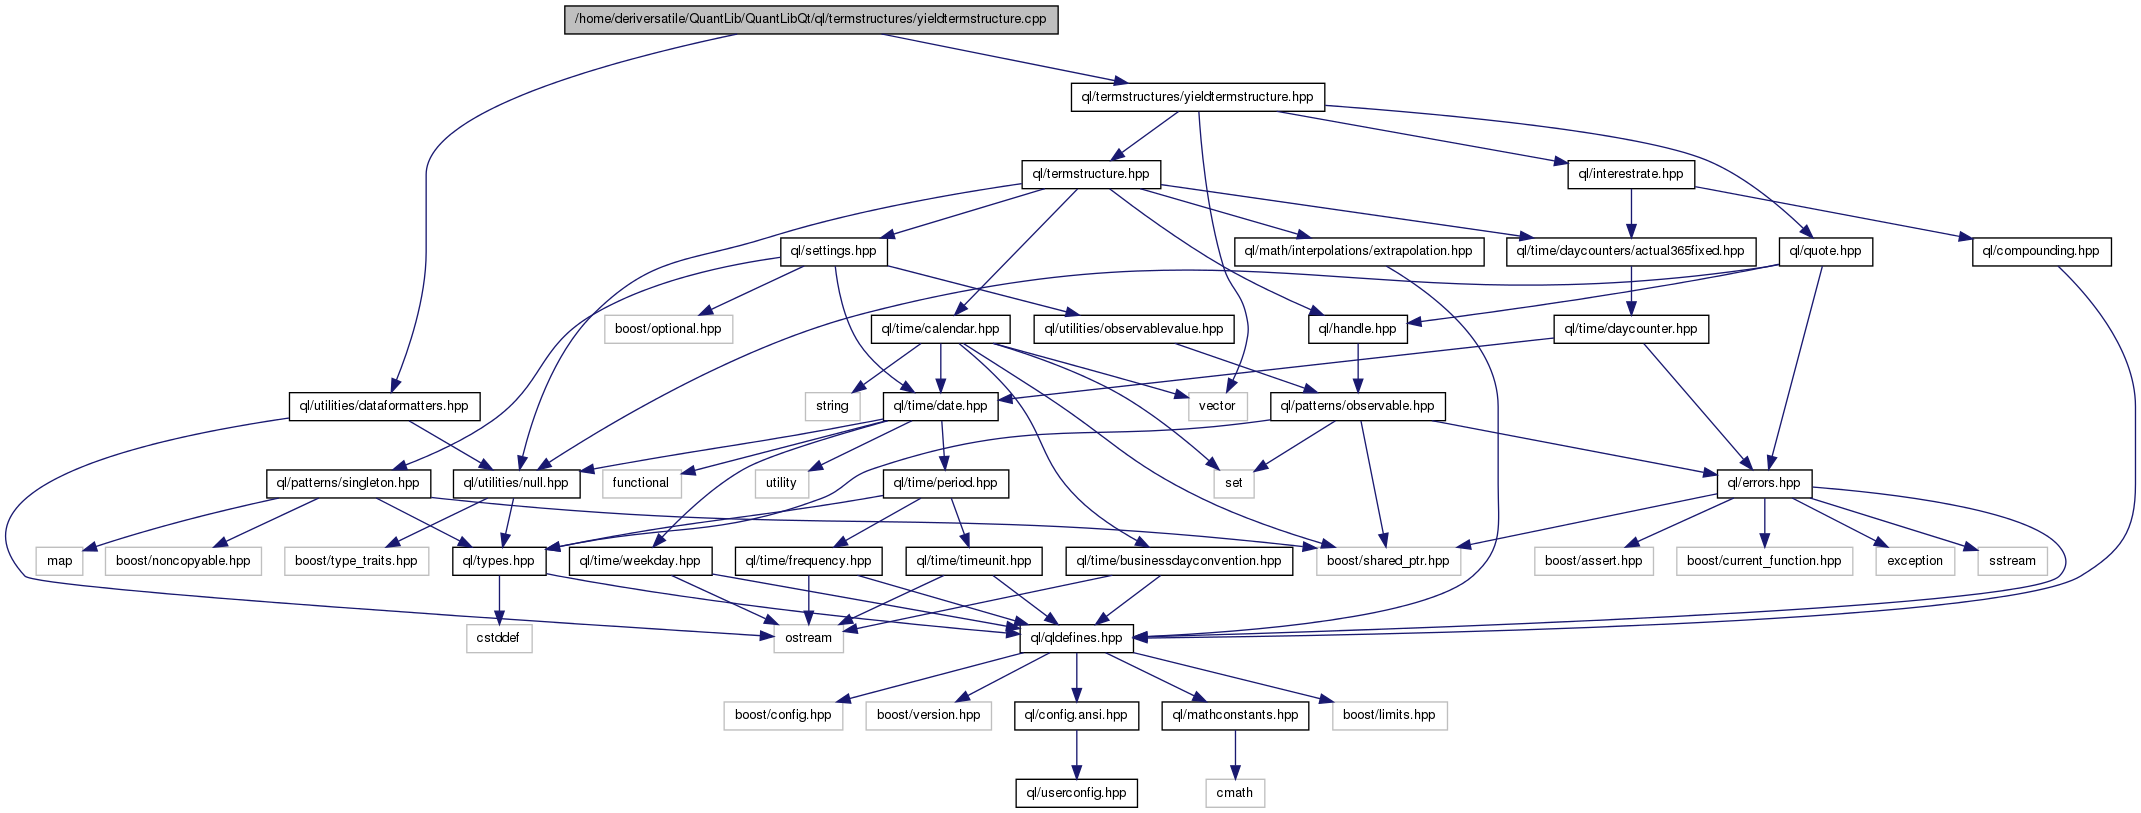 /home/deriversatile/QuantLib/QuantLibQt/ql/termstructures/yieldtermstructure.cpp
ql/termstructures/yieldtermstructure.hpp
ql/termstructure.hpp
ql/interestrate.hpp
ql/settings.hpp
ql/math/interpolations/extrapolation.hpp
ql/time/daycounters/actual365fixed.hpp
ql/quote.hpp
ql/compounding.hpp
boost/optional.hpp
ql/time/calendar.hpp
ql/utilities/observablevalue.hpp
ql/handle.hpp
ql/time/daycounter.hpp
ql/utilities/dataformatters.hpp
string
ql/time/date.hpp
vector
ql/patterns/observable.hpp
ql/patterns/singleton.hpp
ql/utilities/null.hpp
functional
utility
ql/time/period.hpp
set
ql/errors.hpp
map
boost/noncopyable.hpp
boost/type_traits.hpp
ql/types.hpp
ql/time/weekday.hpp
ql/time/frequency.hpp
ql/time/timeunit.hpp
ql/time/businessdayconvention.hpp
boost/shared_ptr.hpp
boost/assert.hpp
boost/current_function.hpp
exception
sstream
cstddef
ostream
ql/qldefines.hpp
boost/config.hpp
boost/version.hpp
ql/config.ansi.hpp
ql/mathconstants.hpp
boost/limits.hpp
ql/userconfig.hpp
cmath